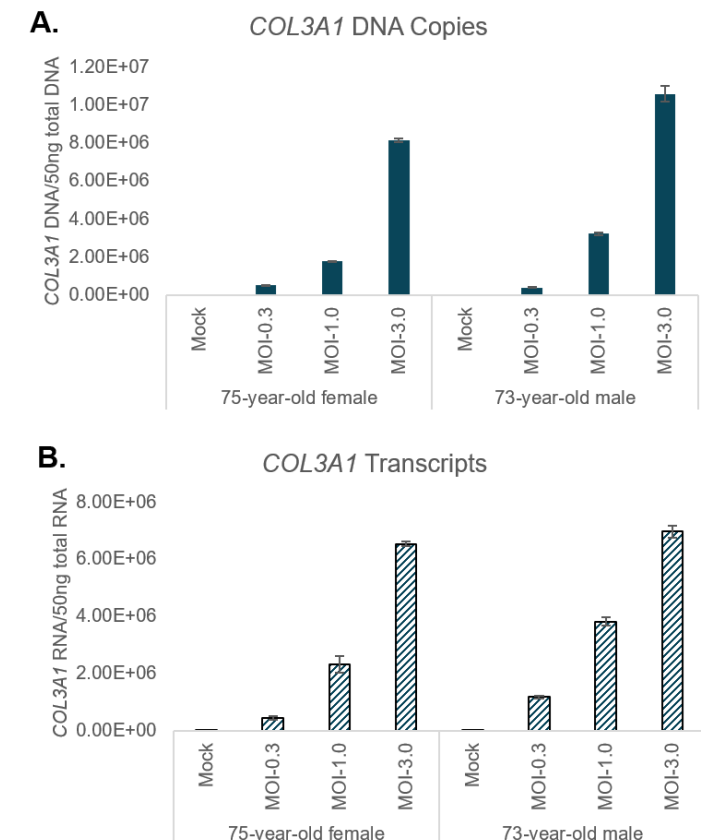 A.
COL3A1 DNA Copies
COL3A1 DNA/50ng total DNA
1.20E+07
1.00E+07
8.00E+06
6.00E+06
4.00E+06
2.00E+06
0.00E+00
Mock
MOI-0.3
MOI-1.0
MOI-3.0
Mock
MOI-0.3
MOI-1.0
MOI-3.0
75-year-old female
73-year-old male
B.
COL3A1 Transcripts
COL3A1 RNA/50ng total RNA
8.00E+06
6.00E+06
4.00E+06
2.00E+06
0.00E+00
Mock
MOI-0.3
MOI-1.0
MOI-3.0
Mock
MOI-0.3
MOI-1.0
MOI-3.0
75-year-old female
73-year-old male